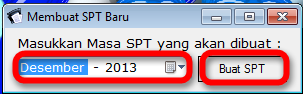 Membuat SPT Baru
Masukkan Masa SPT yang akan dibuat :
Desember - 2013 Buat SPT